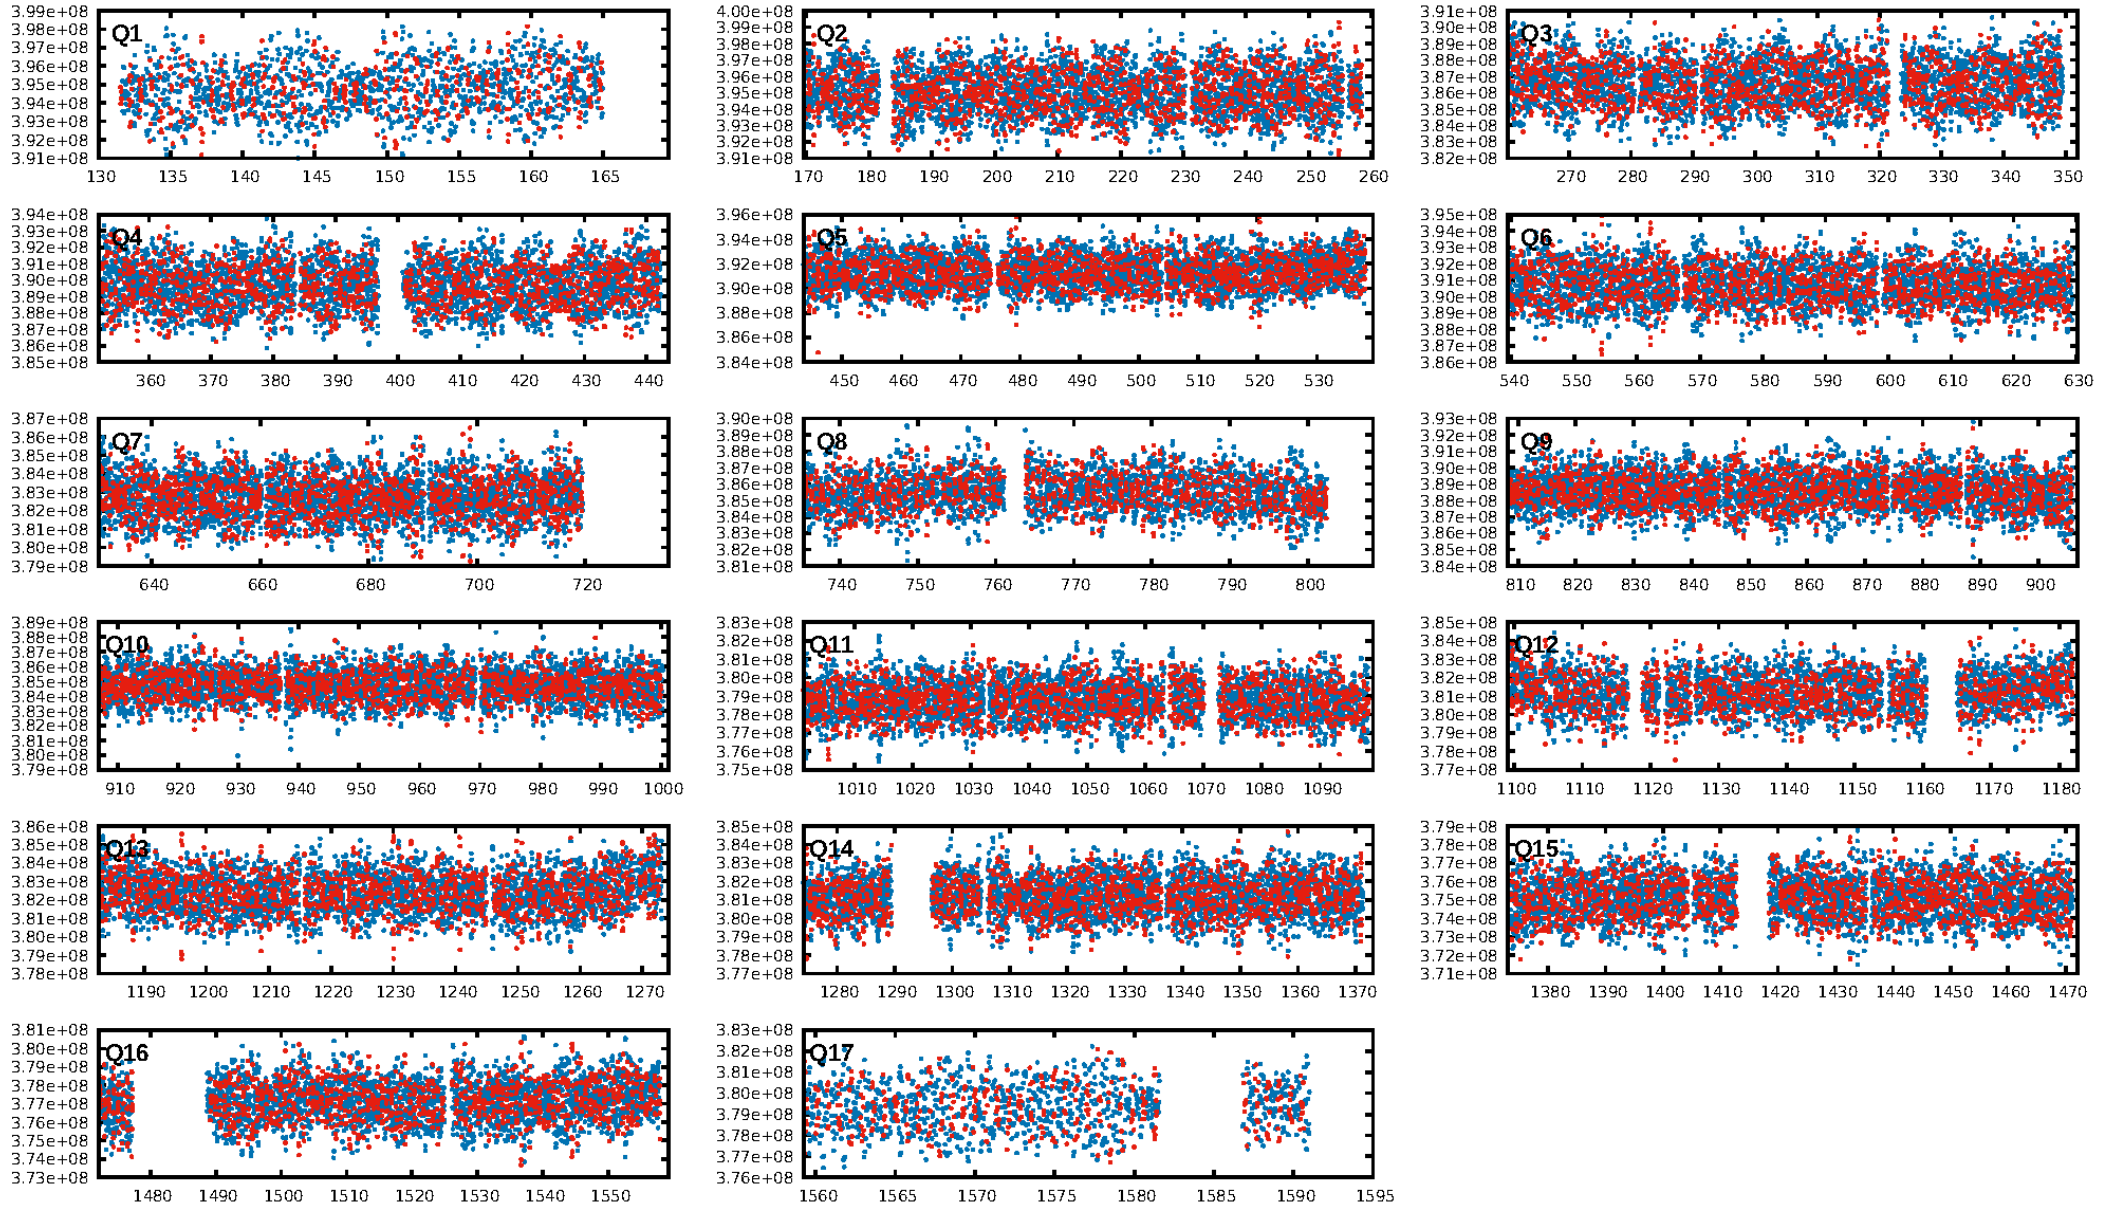 3.99e+08
3.98e+08
3.97e+08
3.96e+08
3.95e+08
3.94e+08
3.93e+08
3.92e+08
3.91e+08
Q1
130 135 140 145 150 155 160 165
4.00e+08
3.99e+08
3.98e+08
3.97e+08
3.96e+08
3.95e+08
3.94e+08
3.93e+08
3.92e+08
3.91e+08
Q2
170 180 190 200 210 220 230 240 250 260
3.91e+08
3.90e+08
3.89e+08
3.88e+08
3.87e+08
3.86e+08
3.85e+08
3.84e+08
3.83e+08
3.82e+08
Q3
270 280 290 300 310 320 330 340 350
3.94e+08
3.93e+08
3.92e+08
3.91e+08
3.90e+08
3.89e+08
3.88e+08
3.87e+08
3.86e+08
3.85e+08
Q4
360 370 380 390 400 410 420 430 440
3.96e+08
3.94e+08
3.92e+08
3.90e+08
3.88e+08
3.86e+08
3.84e+08
Q5
450 460 470 480 490 500 510 520 530
3.95e+08
3.94e+08
3.93e+08
3.92e+08
3.91e+08
3.90e+08
3.89e+08
3.88e+08
3.87e+08
3.86e+08
Q6
540 550 560 570 580 590 600 610 620 630
3.87e+08
3.86e+08
3.85e+08
3.84e+08
3.83e+08
3.82e+08
3.81e+08
3.80e+08
3.79e+08
Q7
640 660 680 700 720
3.90e+08
3.89e+08
3.88e+08
3.87e+08
3.86e+08
3.85e+08
3.84e+08
3.83e+08
3.82e+08
3.81e+08
Q8
740 750 760 770 780 790 800
3.93e+08
3.92e+08
3.91e+08
3.90e+08
3.89e+08
3.88e+08
3.87e+08
3.86e+08
3.85e+08
3.84e+08
Q9
810 820 830 840 850 860 870 880 890 900
3.89e+08
3.88e+08
3.87e+08
3.86e+08
3.85e+08
3.84e+08
3.83e+08
3.82e+08
3.81e+08
3.80e+08
3.79e+08
Q10
910 920 930 940 950 960 970 980 990 1000
3.83e+08
3.82e+08
3.81e+08
3.80e+08
3.79e+08
3.78e+08
3.77e+08
3.76e+08
3.75e+08
Q11
1010 1020 1030 1040 1050 1060 1070 1080 1090
3.85e+08
3.84e+08
3.83e+08
3.82e+08
3.81e+08
3.80e+08
3.79e+08
3.78e+08
3.77e+08
Q12
1100 1110 1120 1130 1140 1150 1160 1170 1180
3.86e+08
3.85e+08
3.84e+08
3.83e+08
3.82e+08
3.81e+08
3.80e+08
3.79e+08
3.78e+08
Q13
1190 1200 1210 1220 1230 1240 1250 1260 1270
3.85e+08
3.84e+08
3.83e+08
3.82e+08
3.81e+08
3.80e+08
3.79e+08
3.78e+08
3.77e+08
Q14
1280 1290 1300 1310 1320 1330 1340 1350 1360 1370
3.79e+08
3.78e+08
3.77e+08
3.76e+08
3.75e+08
3.74e+08
3.73e+08
3.72e+08
3.71e+08
Q15
1380 1390 1400 1410 1420 1430 1440 1450 1460 1470
3.81e+08
3.80e+08
3.79e+08
3.78e+08
3.77e+08
3.76e+08
3.75e+08
3.74e+08
3.73e+08
Q16
1480 1490 1500 1510 1520 1530 1540 1550
3.83e+08
3.82e+08
3.81e+08
3.80e+08
3.79e+08
3.78e+08
3.77e+08
3.76e+08
Q17
1560 1565 1570 1575 1580 1585 1590 1595